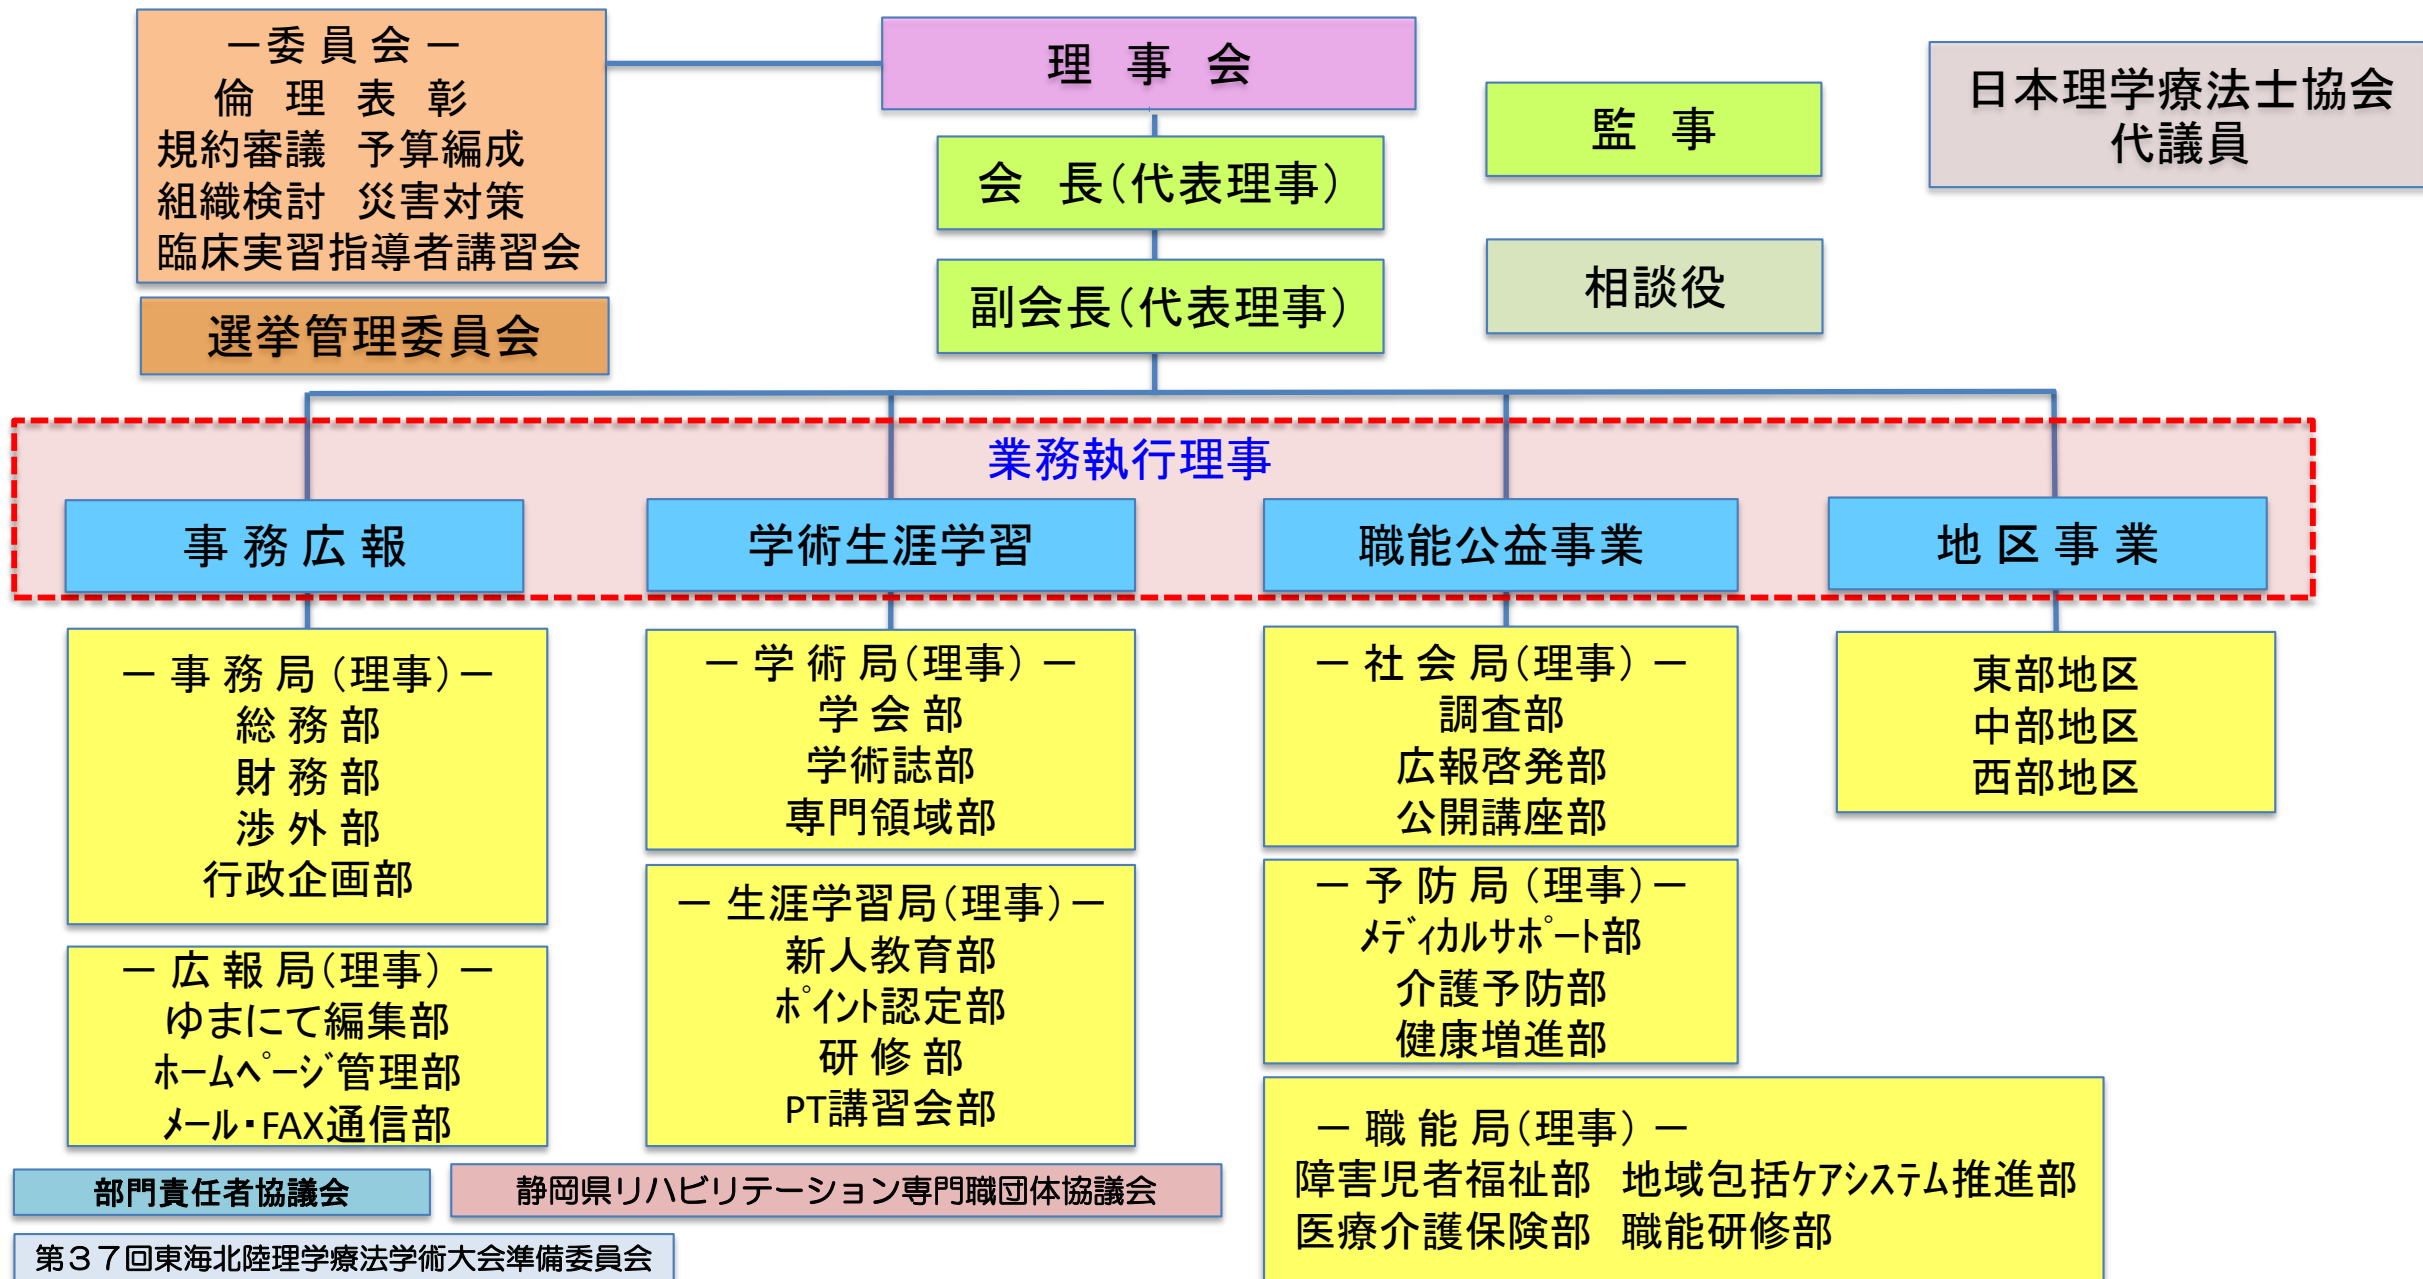 －委 員 会 －
倫　理　表　彰
規約審議　予算編成
組織検討　災害対策
臨床実習指導者講習会
選挙管理委員会
理　事　会
会　長（代表理事）
副会長（代表理事）
監　事
相談役
日本理学療法士協会
代議員
業務執行理事
事 務 広 報
学術生涯学習
職能公益事業
地 区 事 業
－ 事 務 局 （理事）－
総 務 部
財 務 部
渉 外 部
行政企画部
－ 広 報 局（理事） －
ゆまにて編集部
ﾎｰﾑﾍﾟｰｼﾞ管理部
ﾒｰﾙ･FAX通信部
－ 学 術 局（理事） －
学 会 部
学術誌部
専門領域部
－ 生涯学習局（理事）－
新人教育部
ﾎﾟｲﾝﾄ認定部
研 修 部
PT講習会部
－ 社 会 局（理事） －
調査部
広報啓発部
公開講座部
－ 予 防 局 （理事）－
ﾒﾃﾞｨｶﾙｻﾎﾟｰﾄ部
介護予防部
健康増進部
－ 職 能 局（理事） －
障害児者福祉部　地域包括ｹｱｼｽﾃﾑ推進部
医療介護保険部　職能研修部
東部地区
中部地区
西部地区
部門責任者協議会
静岡県リハビリテーション専門職団体協議会
第３７回東海北陸理学療法学術大会準備委員会